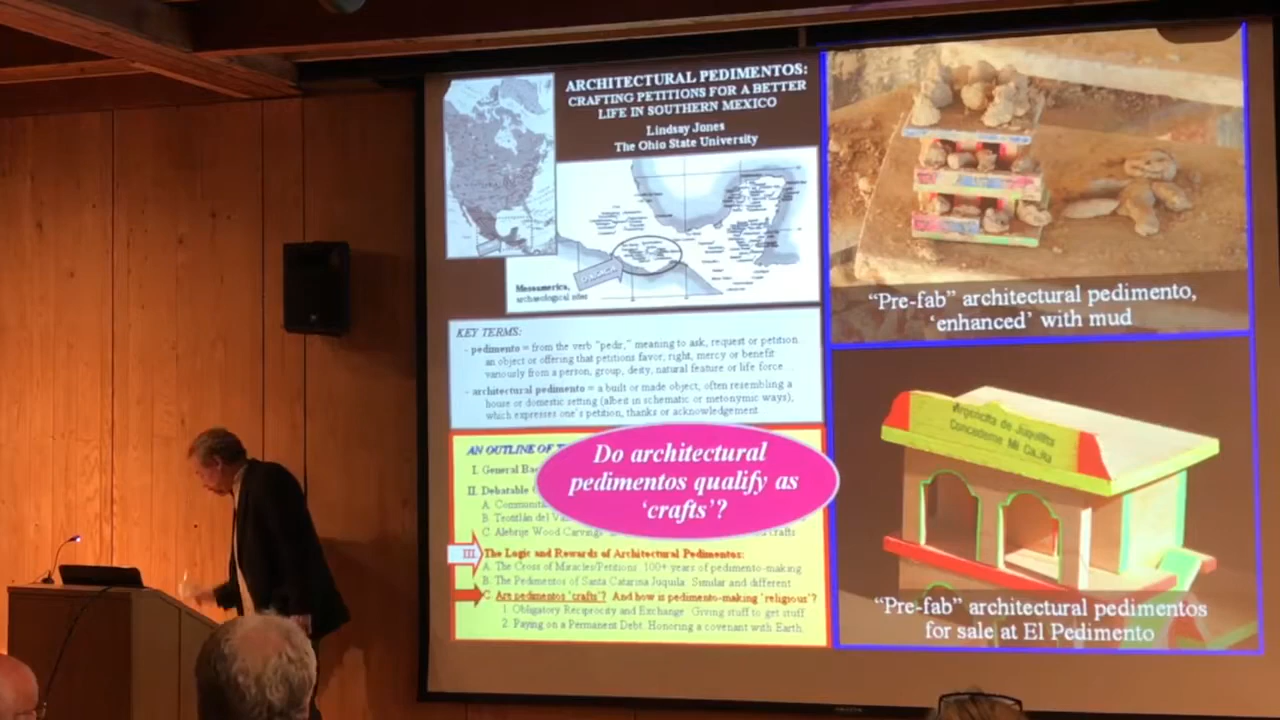 ARCHITECTURAL PEDIMENTOS:
CRAFTING PETITIONS FOR A BETTER
LIFE IN SOUTHERN MEXICO
Lindsay Jones
The Ohio State University
OAXACA
Mesoamerica,
archaeological sites
KEY TERMS:
- pedimento = from the verb "pedir," meaning to ask, request or petition
an object or offering that petitions favor, right, mercy or benefit
variously from a person, group, deity, natural feature or life force
- architectural pedimento = a built or made object, often resembling a
house or domestic setting (albeit in schematic or metonymic ways),
which expresses one's petition, thanks or acknowledgement
AN OUTLINE OF
I. General
II. Debatable
A.
B. Teotitlán del
C. Alebrije Wood Carvings crafts
Do architectural
pedimentos qualify as
'crafts'?
III. The Logic and Rewards of Architectural Pedimentos:
A. The Cross of Miracles/Petitions: 100+ years of pedimento-making
B. The Pedimentos of Santa Catarina Juquila: Similar and different
C. Are pedimentos 'crafts'? And how is pedimento-making 'religious'?
1. Obligatory Reciprocity and Exchange: Giving stuff to get stuff
2. Paying on a Permanent Debt: Honoring a covenant with Earth
"Pre-fab" architectural pedimento,
'enhanced' with mud
Virgencita de Juquilita
Concedeme Mi
"Pre-fab" architectural pedimentos
for sale at El Pedimento